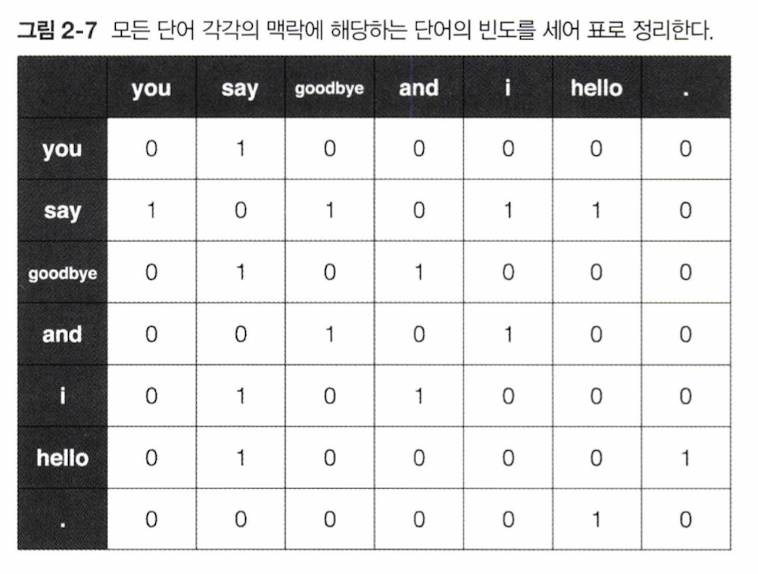 그림 2-7 모든 단어 각각의 맥락에 해당하는 단어의 빈도를 세어 표로 정리한다.
you say goodbye and i hello .
you 0 1 0 0 0 0 0
say 1 0 1 0 1 1 0
goodbye 0 1 0 1 0 0 0
and 0 0 1 0 1 0 0
i 0 1 0 1 0 0 0
hello 0 1 0 0 0 0 1
. 0 0 0 0 0 1 0